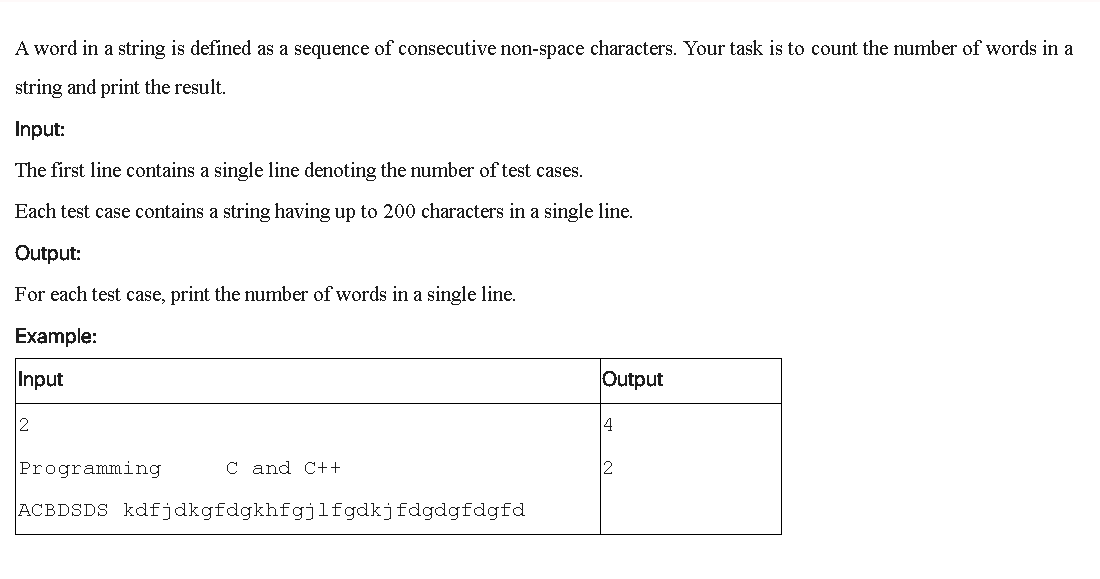 A word in a string is defined as a sequence of consecutive non-space characters. Your task is to count the number of words in a
string and print the result.
Input:
The first line contains a single line denoting the number of test cases.
Each test case contains a string having up to 200 characters in a single line.
Output:
For each test case, print the number of words in a single line.
Example:
Input Output
2 4
Programming C and C++ 2
ACBDSDS kdfjdkgfdgkhfgjlfgdkjfdgdgfdgfd